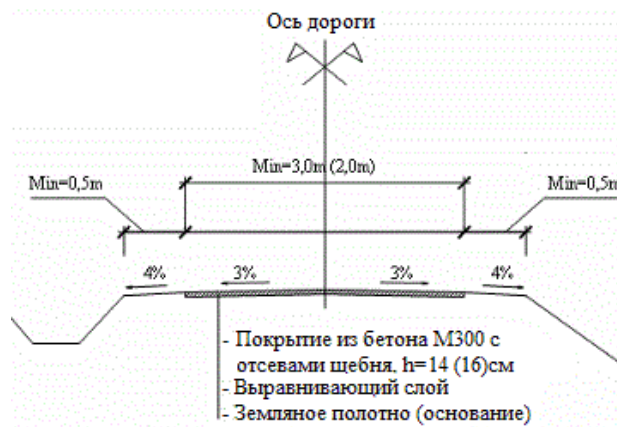 Ось дороги
Min=3,0m (2,0m)
Min=0,5m
Min=0,5m
4%
3%
3%
4%
- Покрытие из бетона М300 с
отсевами щебня, h=14 (16)см
- Выравнивающий слой
- Земляное полотно (основание)